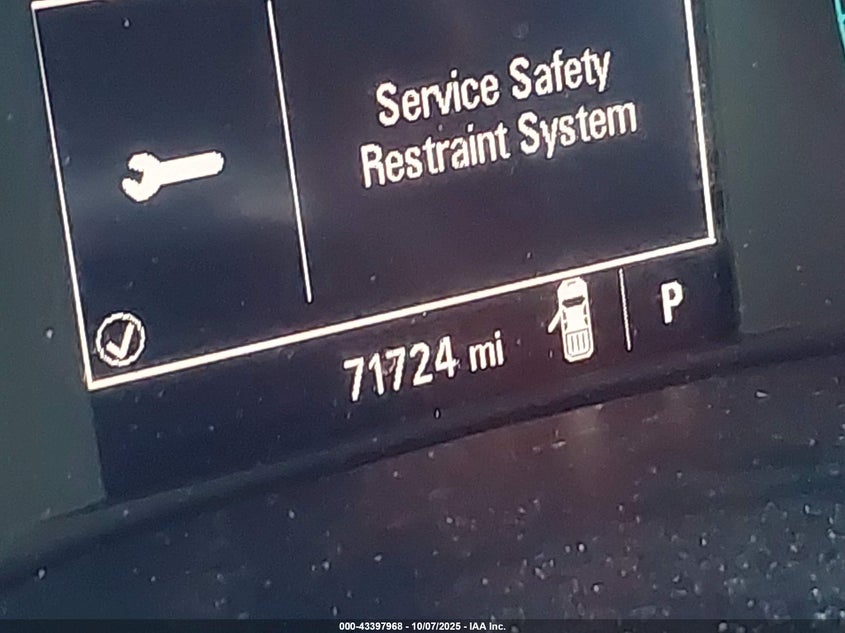 Service Safety
Restraint System
71724 mi
P
000-43397968 - 10/07/2025 - IAA Inc.